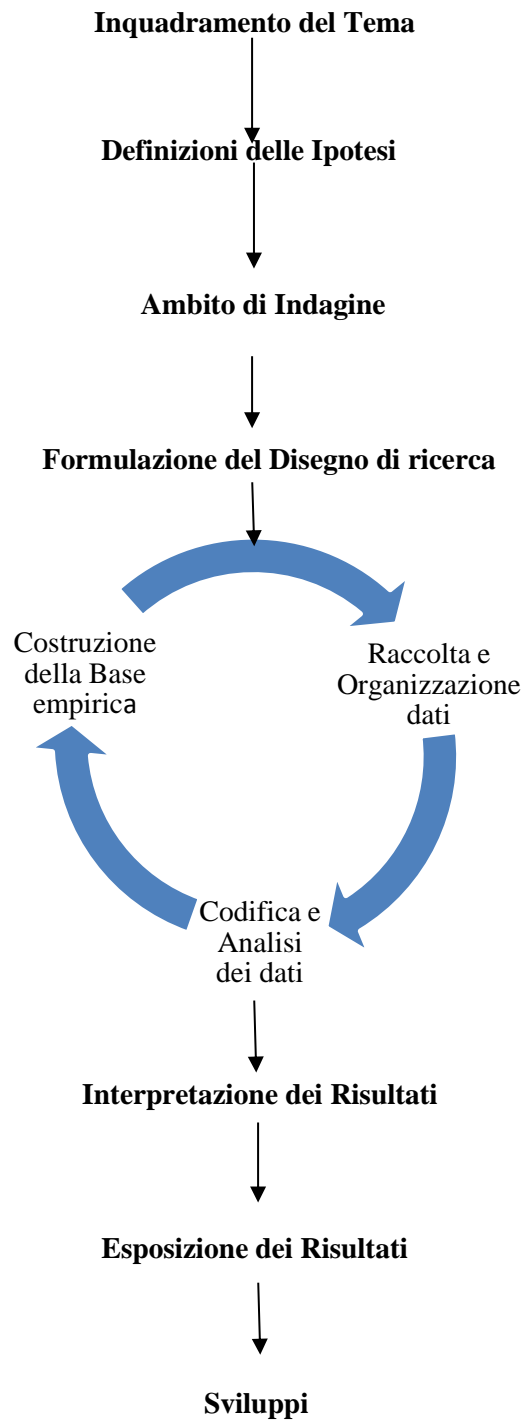 Inquadramento del Tema
Definizioni delle Ipotesi
Ambito di Indagine
Formulazione del Disegno di ricerca
Costruzione
della Base
empirica
Raccolta e
Organizzazione
dati
Codifica e
Analisi
dei dati
Interpretazione dei Risultati
Esposizione dei Risultati
Sviluppi